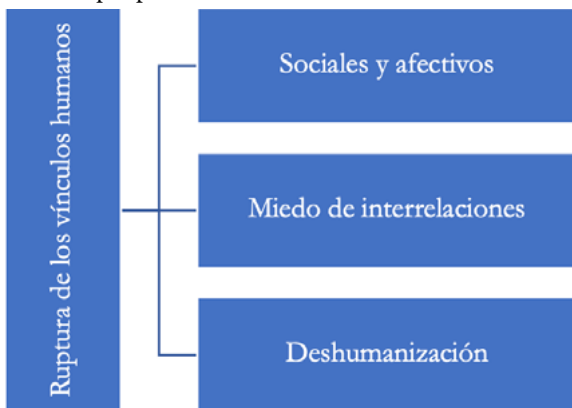 Ruptura de los vínculos humanos
Sociales y afectivos
Miedo de interrelaciones
Deshumanización